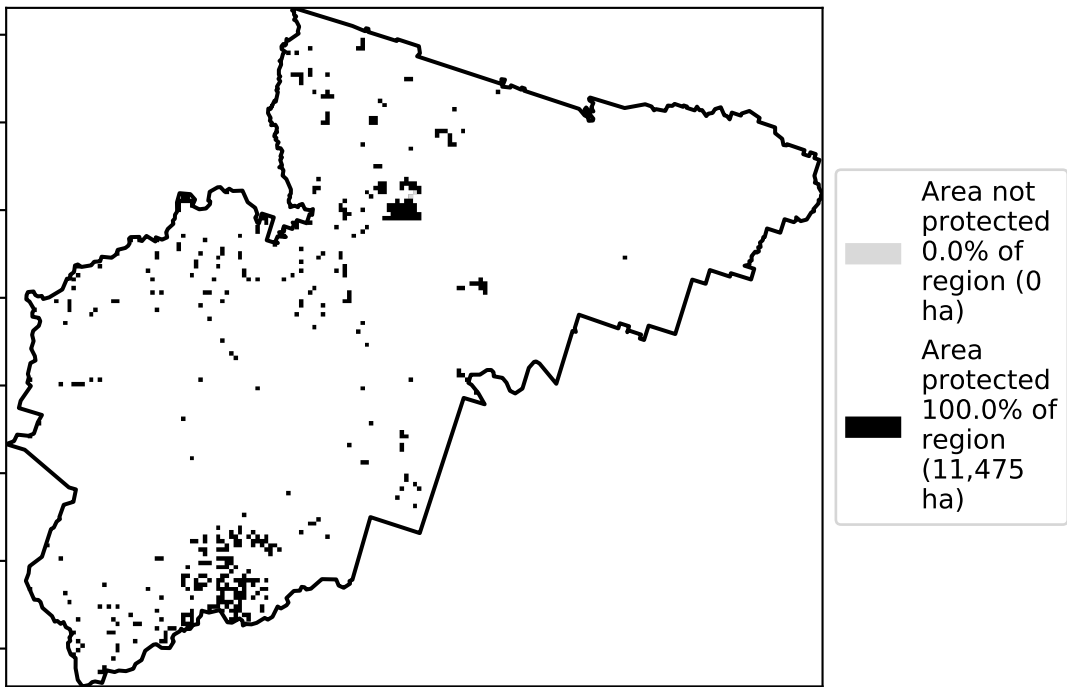 Area not
protected
0.0% of
region (0
ha)
Area
protected
100.0% of
region
(11,475
ha)